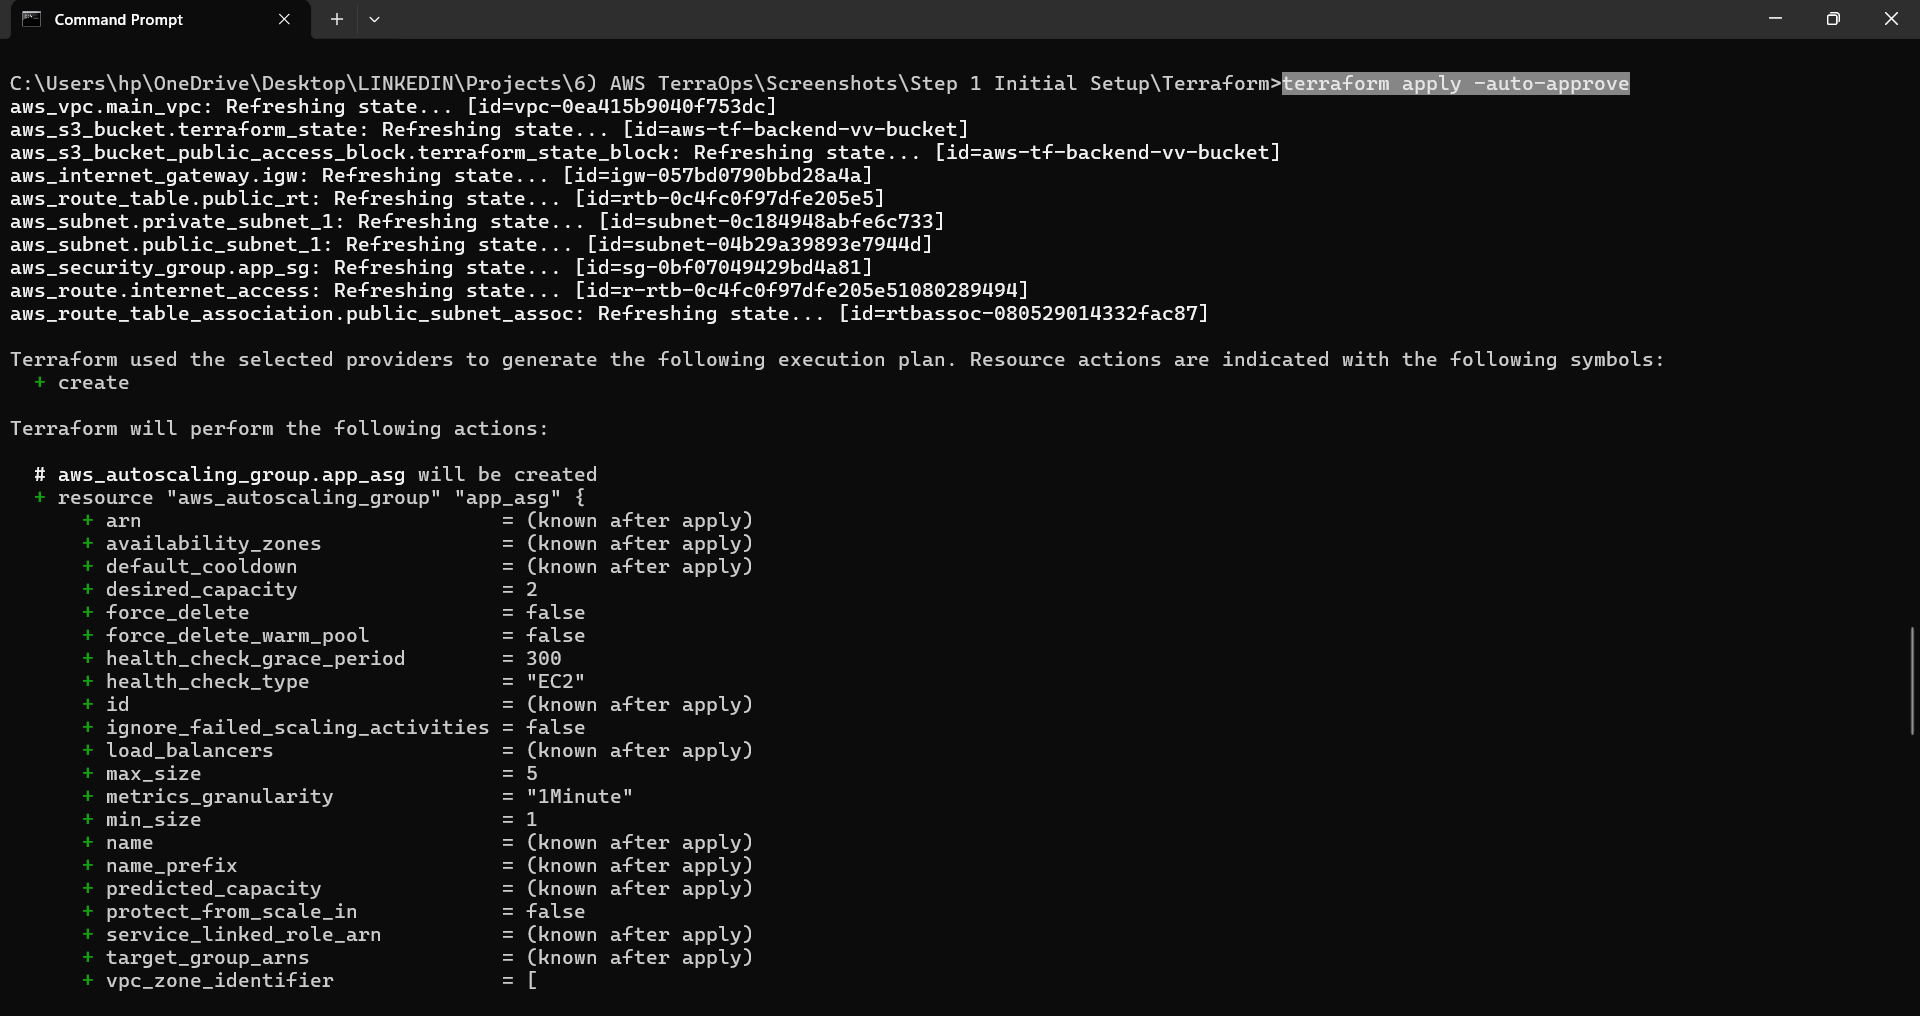 Command Prompt
C:\Users\hp\OneDrive\Desktop\LINKEDIN\Projects\6) AWS TerraOps\Screenshots\Step 1 Initial Setup\Terraform>terraform apply -auto-approve
aws_vpc.main_vpc: Refreshing state... [id=vpc-0ea415b9040f753dc]
aws_s3_bucket.terraform_state: Refreshing state... [id=aws-tf-backend-vv-bucket]
aws_s3_bucket_public_access_block.terraform_state_block: Refreshing state... [id=aws-tf-backend-vv-bucket]
aws_internet_gateway.igw: Refreshing state... [id=igw-057bd0790bbd28a4a]
aws_route_table.public_rt: Refreshing state... [id=rtb-0c4fc0f97dfe205e5]
aws_subnet.private_subnet_1: Refreshing state... [id=subnet-0c184948abfe6c733]
aws_subnet.public_subnet_1: Refreshing state... [id=subnet-04b29a39893e7944d]
aws_security_group.app_sg: Refreshing state... [id=sg-0bf07049429bd4a81]
aws_route.internet_access: Refreshing state... [id=r-rtb-0c4fc0f97dfe205e51080289494]
aws_route_table_association.public_subnet_assoc: Refreshing state... [id=rtbassoc-080529014332fac87]
Terraform used the selected providers to generate the following execution plan. Resource actions are indicated with the following symbols:
+ create
Terraform will perform the following actions:
# aws_autoscaling_group.app_asg will be created
+ resource "aws_autoscaling_group" "app_asg" {
+ arn = (known after apply)
+ availability_zones = (known after apply)
+ default_cooldown = (known after apply)
+ desired_capacity = 2
+ force_delete = false
+ force_delete_warm_pool = false
+ health_check_grace_period = 300
+ health_check_type = "EC2"
+ id = (known after apply)
+ ignore_failed_scaling_activities = false
+ load_balancers = (known after apply)
+ max_size = 5
+ metrics_granularity = "1Minute"
+ min_size = 1
+ name = (known after apply)
+ name_prefix = (known after apply)
+ predicted_capacity = (known after apply)
+ protect_from_scale_in = false
+ service_linked_role_arn = (known after apply)
+ target_group_arns = (known after apply)
+ vpc_zone_identifier = [